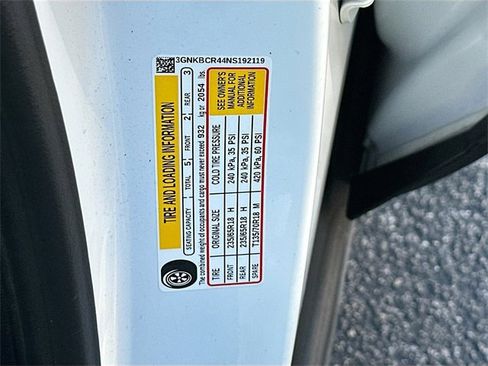 3GNKBCR44NS192119
TIRE AND LOADING INFORMATION
SEATING CAPACITY TOTAL 5 FRONT 2 REAR 3
The combined weight of occupants and cargo must never exceed 932 kg or 2054 lbs.
TIRE ORIGINAL SIZE COLD TIRE PRESSURE
FRONT 235/65R18 H 240 kPa, 35 PSI
REAR 235/65R18 H 240 kPa, 35 PSI
SPARE T135/70R18 M 420 kPa, 60 PSI
SEE OWNER'S
MANUAL FOR
ADDITIONAL
INFORMATION